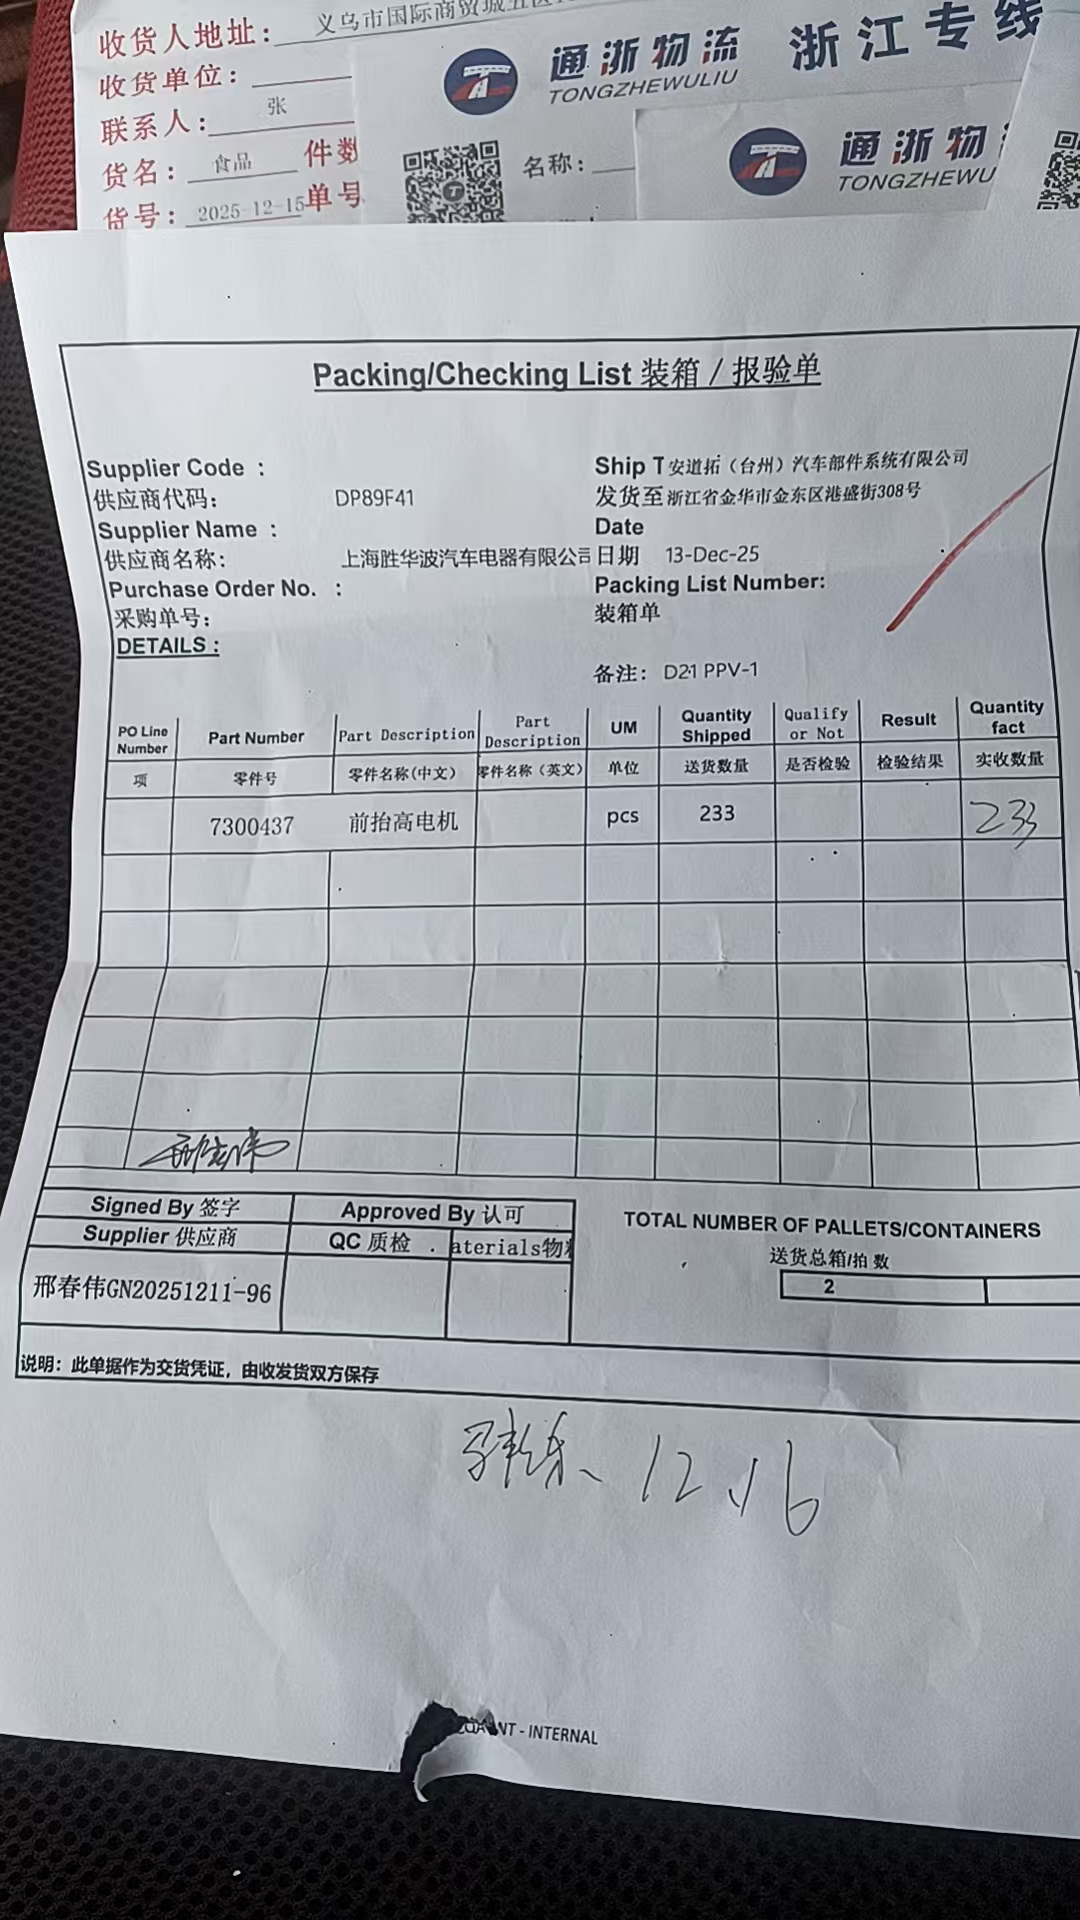 收货人地址：义乌市国际商贸城五区
收货单位：
联系人：张
货名：食品 件数
货号：2025-12-15 单号
通浙物流 浙江专线
TONGZHEWULIU
名称：
通浙物
TONGZHEWU
Packing/Checking List 装箱 / 报验单
Supplier Code ：
供应商代码： DP89F41
Supplier Name ：
供应商名称： 上海胜华波汽车电器有限公司
Purchase Order No. ：
采购单号：
DETAILS：
Ship T 安道拓（台州）汽车部件系统有限公司
发货至 浙江省金华市金东区港盛街308号
Date
日期 13-Dec-25
Packing List Number:
装箱单
备注： D21 PPV-1
PO Line Number Part Number Part Description Part Description UM Quantity Shipped Qualify or Not Result Quantity fact
项 零件号 零件名称(中文) 零件名称（英文） 单位 送货数量 是否检验 检验结果 实收数量
7300437 前抬高电机 pcs 233 233
Signed By 签字 Approved By 认可
Supplier 供应商 QC 质检 aterials物
邢春伟GN20251211-96
TOTAL NUMBER OF PALLETS/CONTAINERS
送货总箱/拍 数
2
说明：此单据作为交货凭证，由收发货双方保存
12.16
NT - INTERNAL